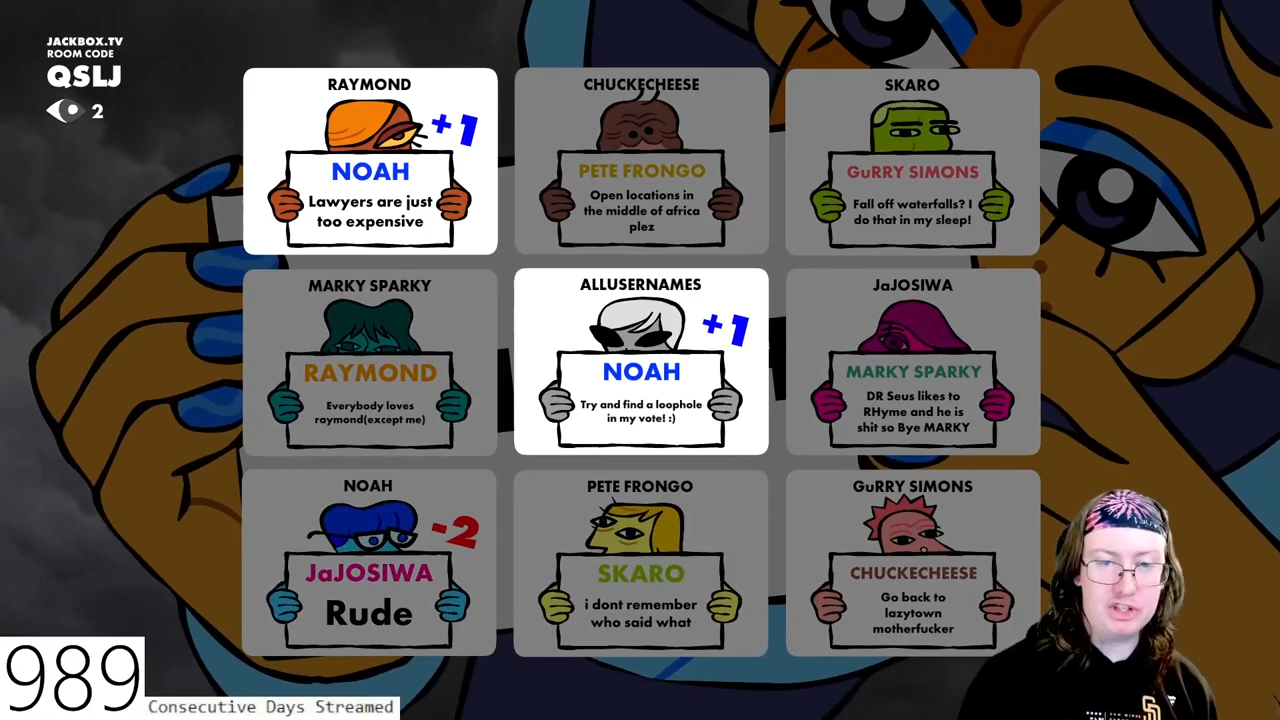 JACKBOX.TV
ROOM CODE
QSLJ
2
RAYMOND
+1
NOAH
Lawyers are just
too expensive
CHUCKECHEESE
PETE FRONGO
Open locations in
the middle of africa
plez
SKARO
GuRRY SIMONS
Fall off waterfalls? I
do that in my sleep!
MARKY SPARKY
RAYMOND
Everybody loves
raymond(except me)
ALLUSERNAMES
+1
NOAH
Try and find a loophole
in my vote! :)
JaJOSIWA
MARKY SPARKY
DR Seus likes to
RHyme and he is
shit so Bye MARKY
NOAH
-2
JaJOSIWA
Rude
PETE FRONGO
SKARO
i dont remember
who said what
GuRRY SIMONS
CHUCKECHEESE
Go back to
lazytown
motherfucker
989
Consecutive Days Streamed